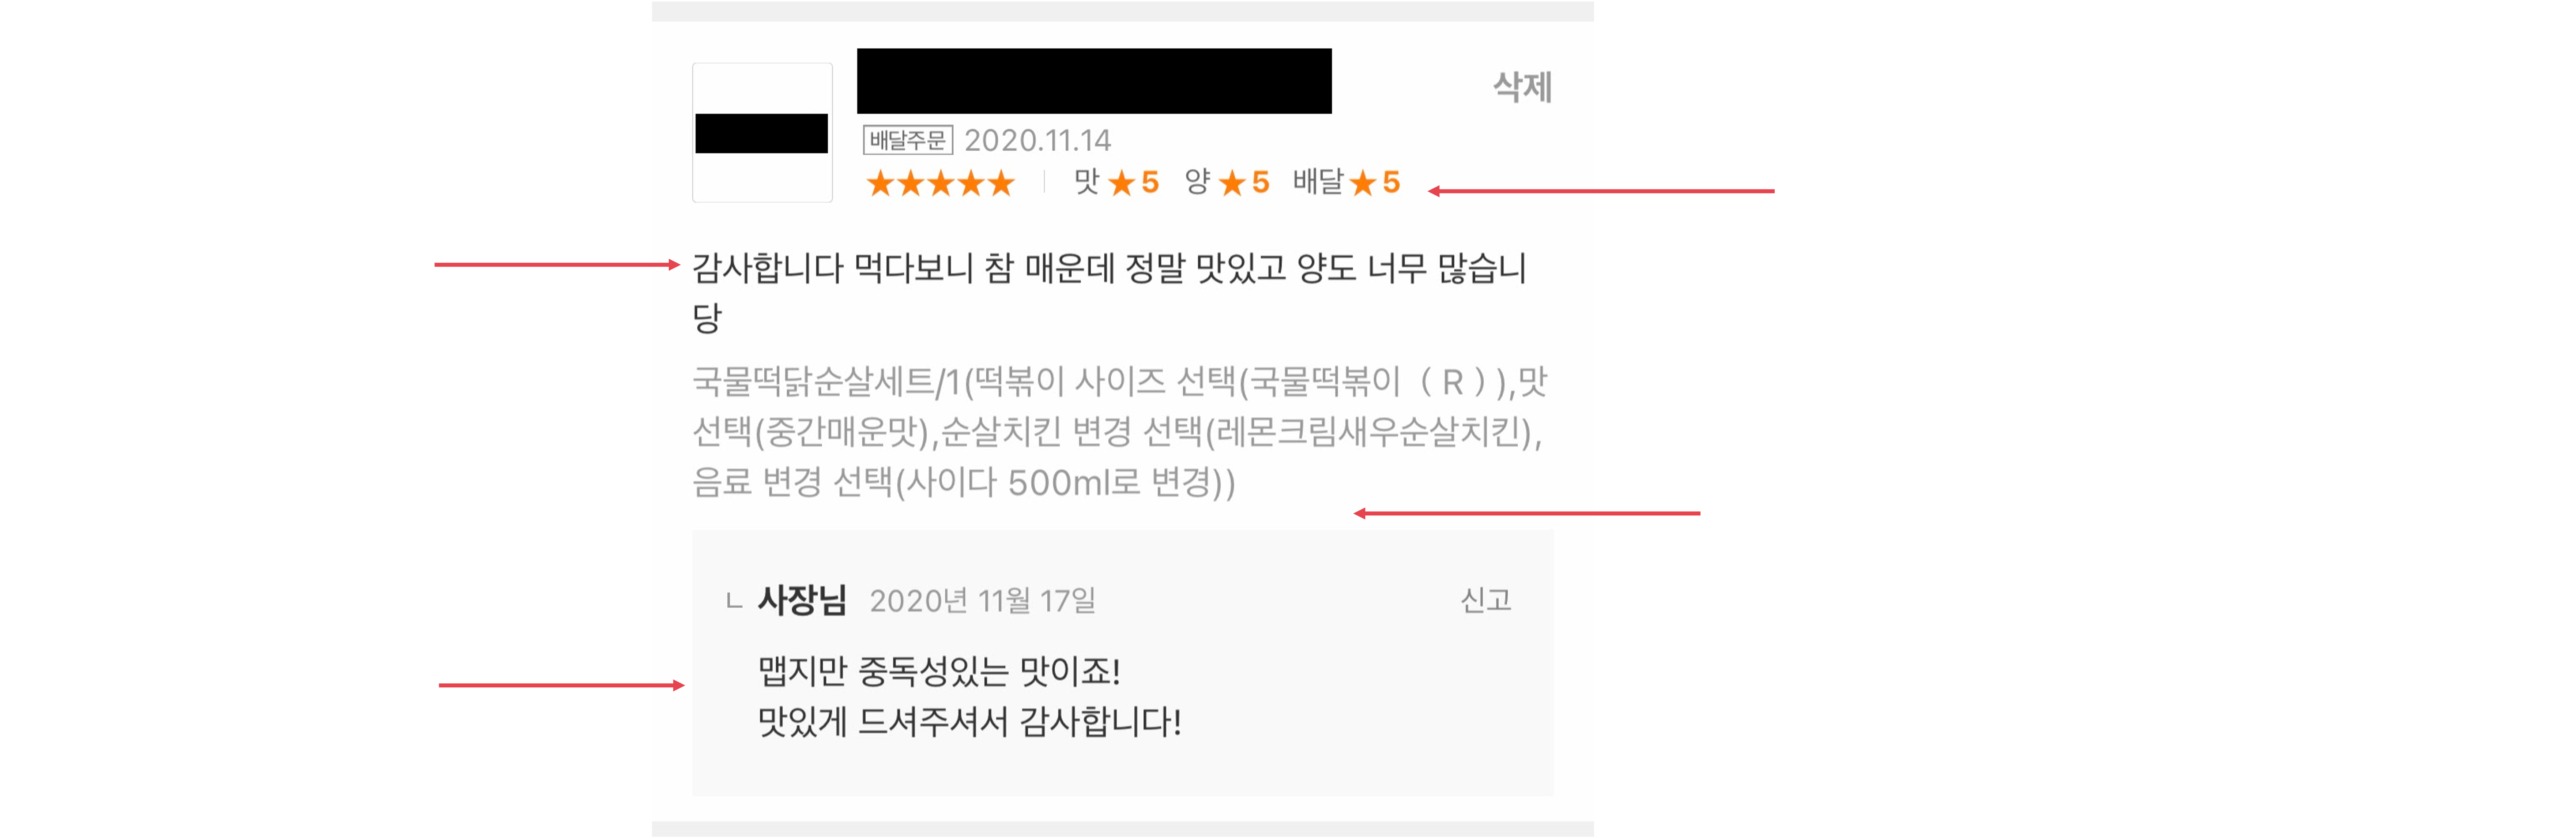 삭제
배달주문 2020.11.14
★★★★★ | 맛 ★ 5 양 ★ 5 배달 ★ 5
감사합니다 먹다보니 참 매운데 정말 맛있고 양도 너무 많습니
당
국물떡닭순살세트/1(떡볶이 사이즈 선택(국물떡볶이 ( R ) ),맛
선택(중간매운맛),순살치킨 변경 선택(레몬크림새우순살치킨),
음료 변경 선택(사이다 500ml로 변경))
ㄴ 사장님 2020년 11월 17일 신고
맵지만 중독성있는 맛이죠!
맛있게 드셔주셔서 감사합니다!